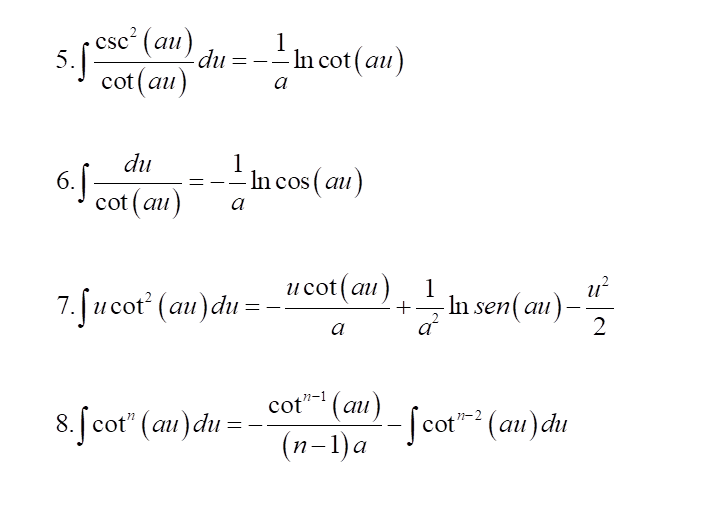 5. ∫ csc² (au) / cot (au) du = − 1/a ln cot (au)
6. ∫ du / cot (au) = − 1/a ln cos (au)
7. ∫ u cot² (au) du = − u cot (au) / a + 1/a² ln sen (au) − u²/2
8. ∫ cotⁿ (au) du = − cotⁿ⁻¹ (au) / (n−1) a − ∫ cotⁿ⁻² (au) du